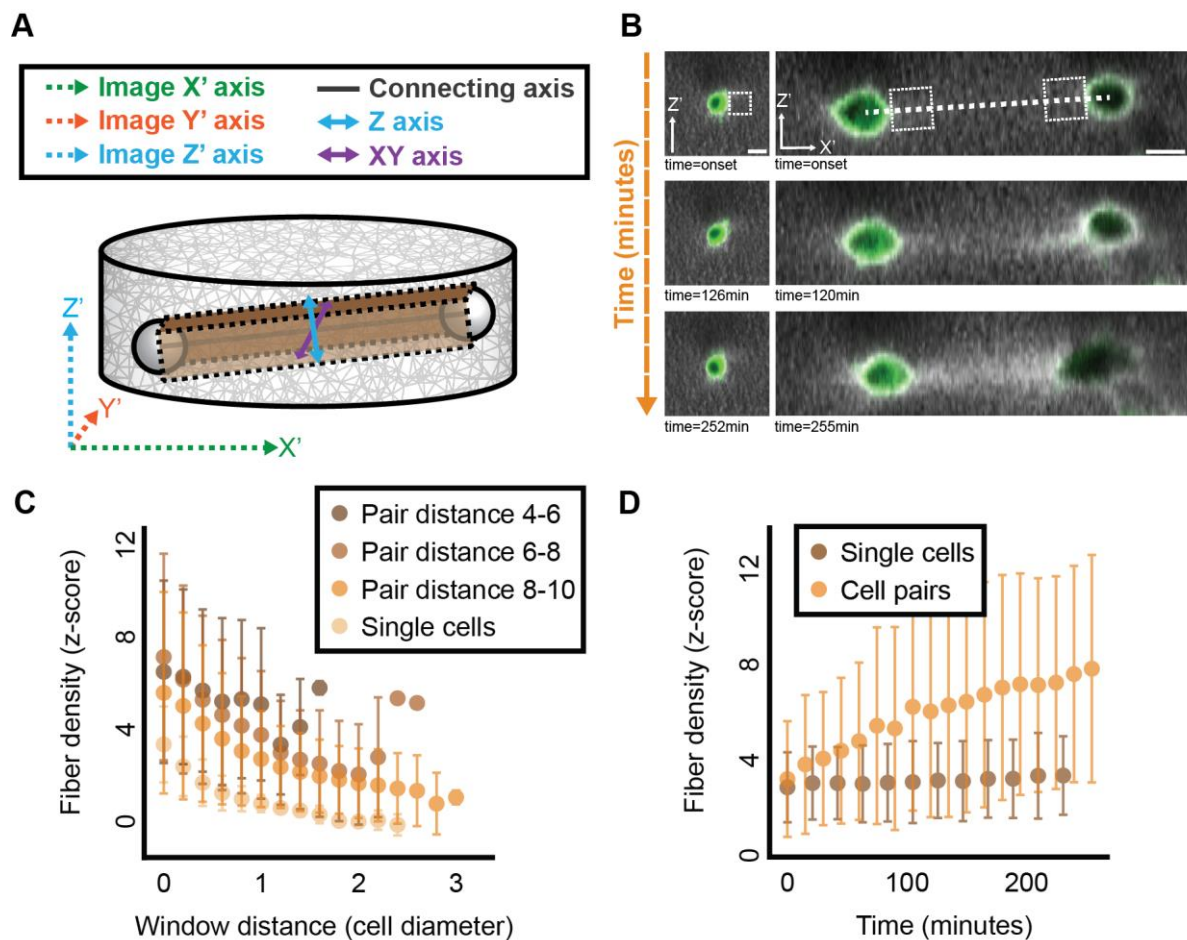 A
Image X’ axis
Image Y’ axis
Image Z’ axis
Connecting axis
Z axis
XY axis
Z’
Y’
X’
B
Time (minutes)
Z’
time=onset
Z’
X’
time=onset
time=126min
time=120min
time=252min
time=255min
C
Pair distance 4-6
Pair distance 6-8
Pair distance 8-10
Single cells
Fiber density (z-score)
12
8
4
0
0 1 2 3
Window distance (cell diameter)
D
Single cells
Cell pairs
Fiber density (z-score)
12
8
4
0
0 100 200
Time (minutes)